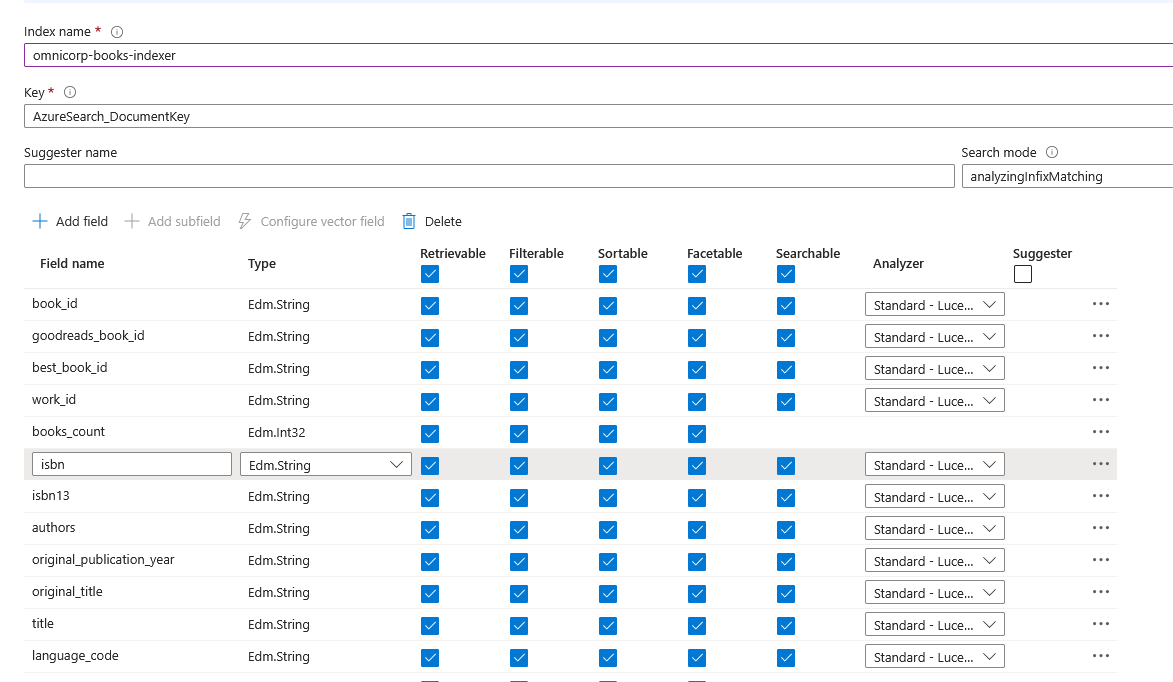 Index name *
omnicorp-books-indexer
Key *
AzureSearch_DocumentKey
Suggester name
Search mode
analyzingInfixMatching
Add field Add subfield Configure vector field Delete
Field name Type Retrievable Filterable Sortable Facetable Searchable Analyzer Suggester
book_id Edm.String Standard - Luce...
goodreads_book_id Edm.String Standard - Luce...
best_book_id Edm.String Standard - Luce...
work_id Edm.String Standard - Luce...
books_count Edm.Int32
isbn Edm.String Standard - Luce...
isbn13 Edm.String Standard - Luce...
authors Edm.String Standard - Luce...
original_publication_year Edm.String Standard - Luce...
original_title Edm.String Standard - Luce...
title Edm.String Standard - Luce...
language_code Edm.String Standard - Luce...